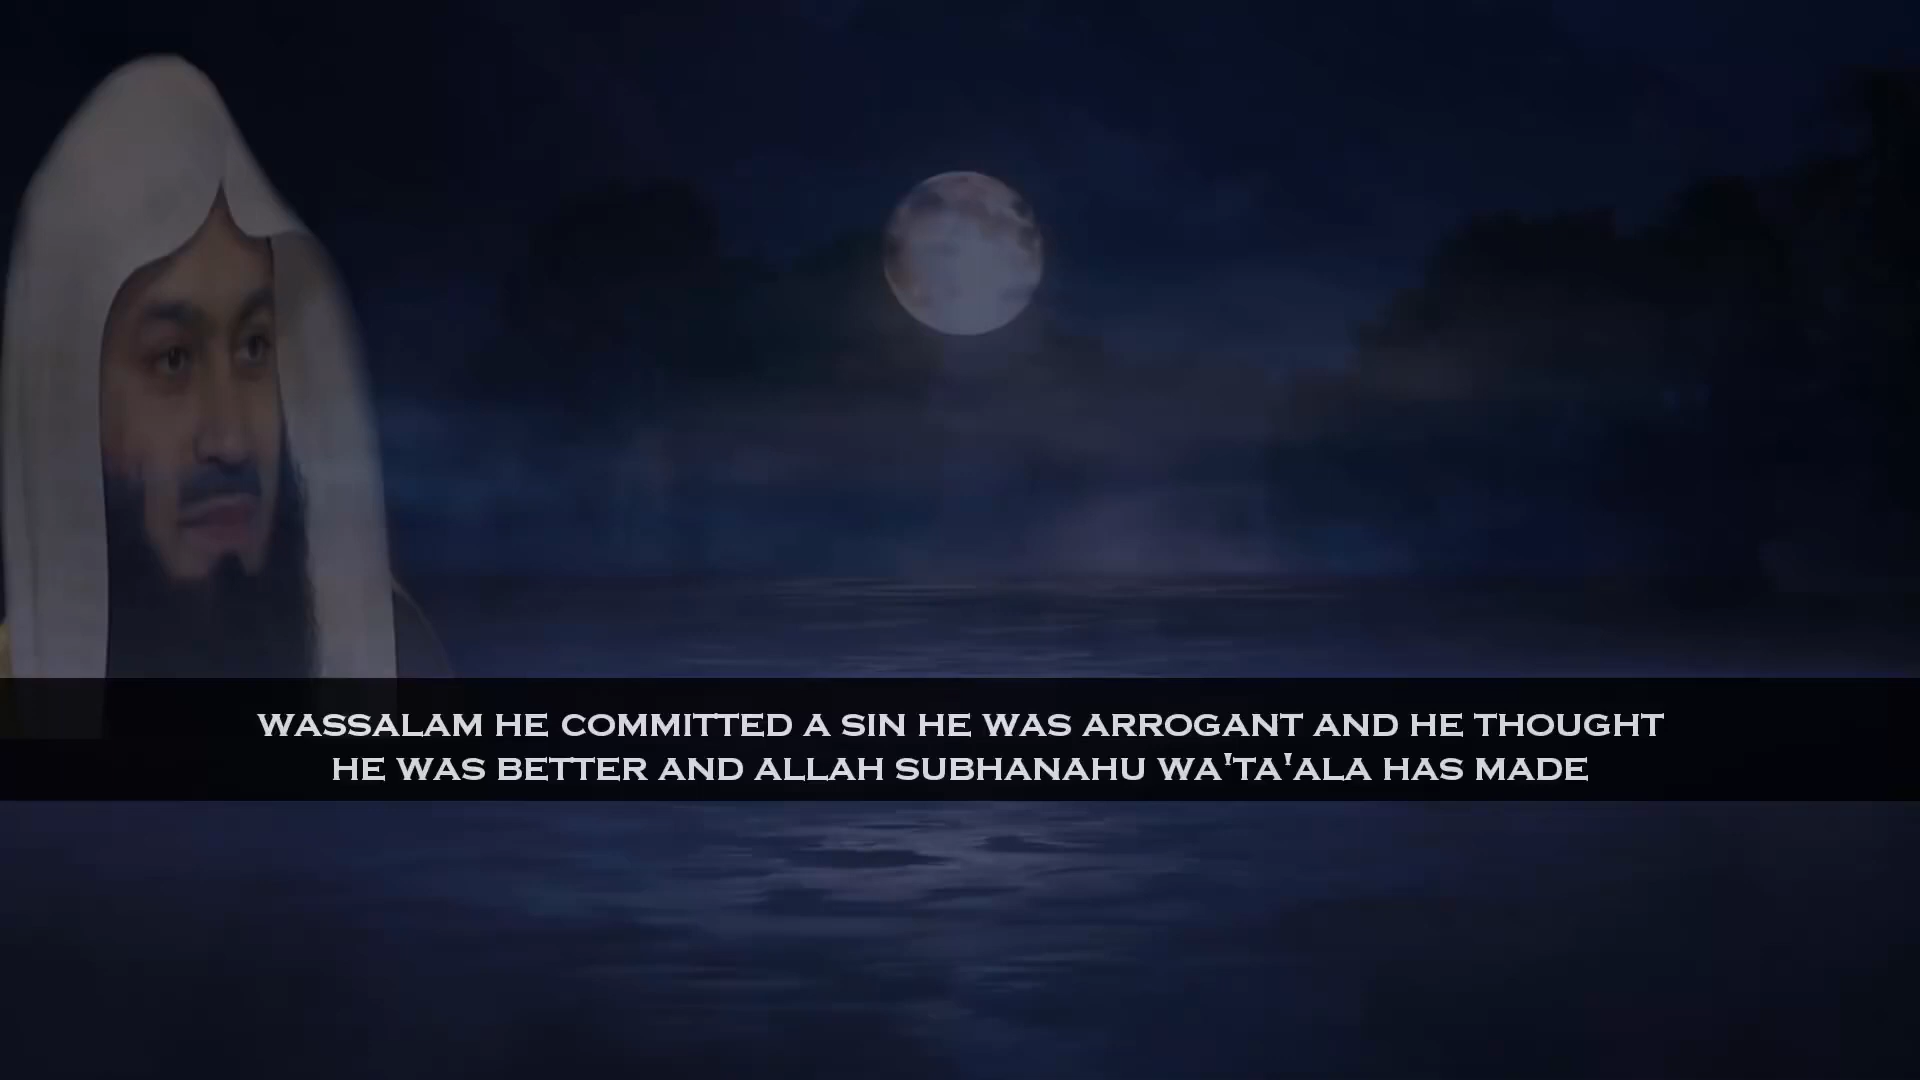 WASSALAM HE COMMITTED A SIN HE WAS ARROGANT AND HE THOUGHT
HE WAS BETTER AND ALLAH SUBHANAHU WA'TA'ALA HAS MADE